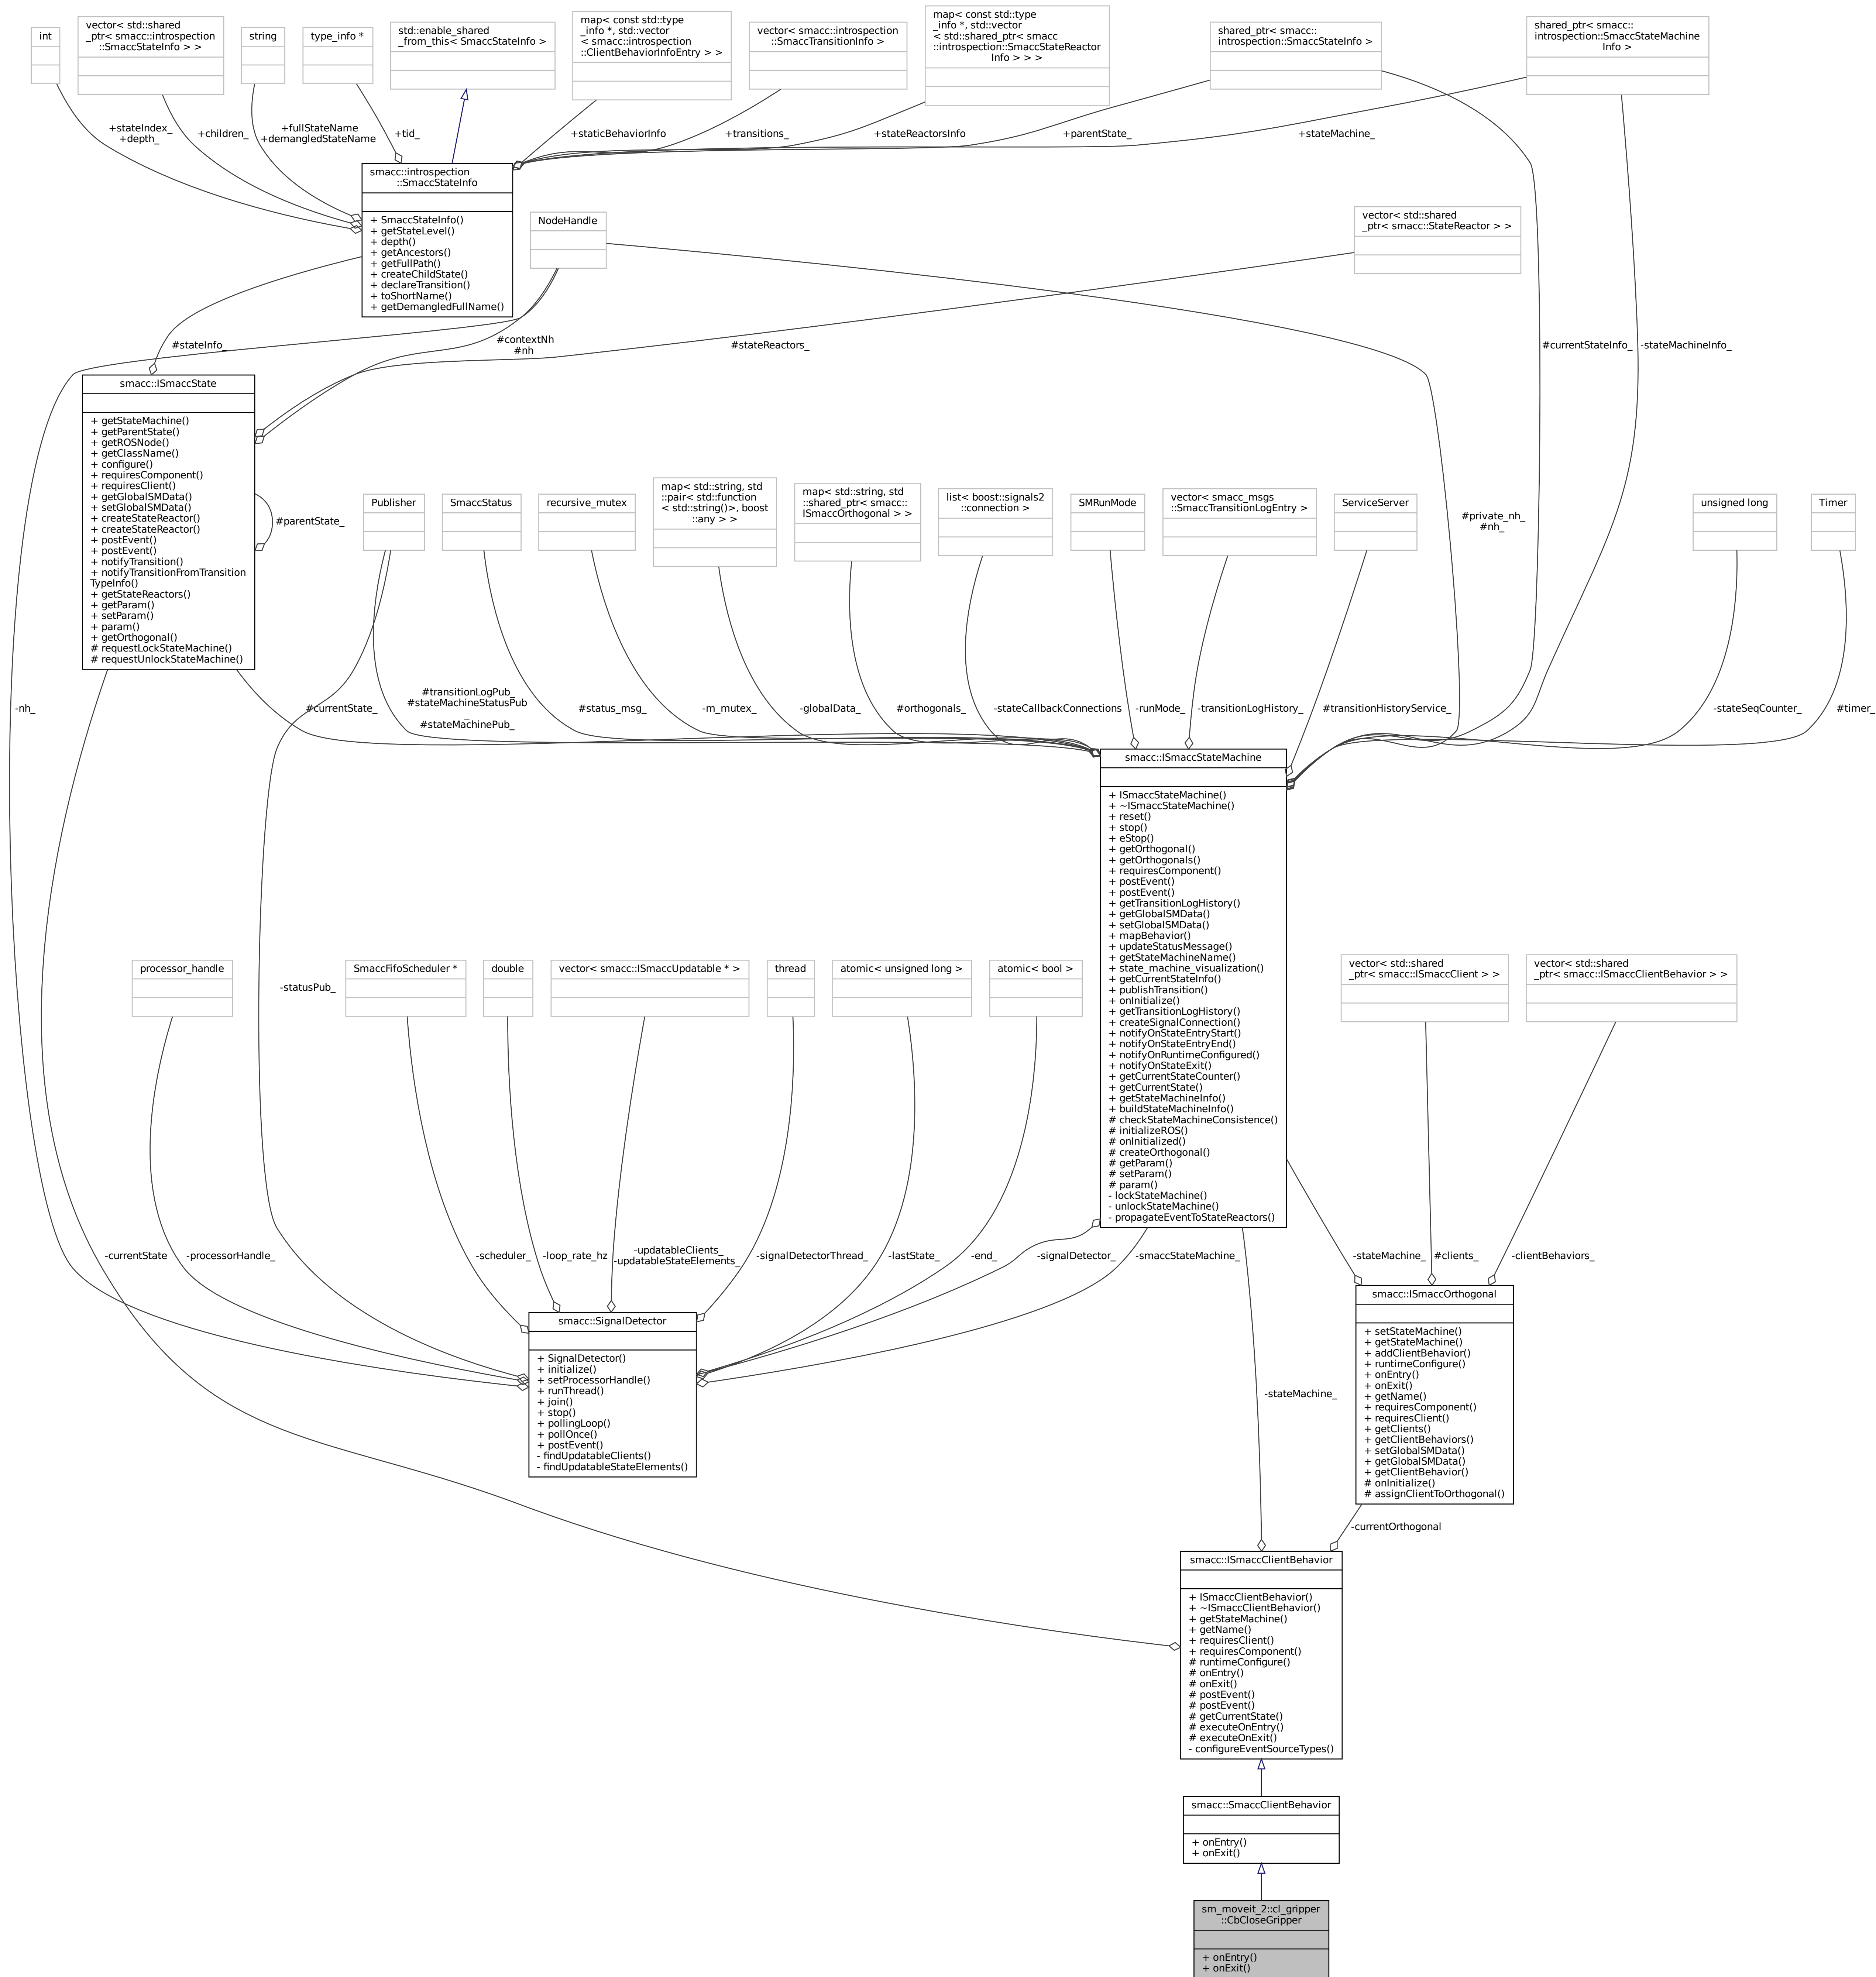 int
vector< std::shared
_ptr< smacc::introspection
::SmaccStateInfo > >
string
type_info *
std::enable_shared
_from_this< SmaccStateInfo >
map< const std::type
_info *, std::vector
< smacc::introspection
::ClientBehaviorInfoEntry > >
vector< smacc::introspection
::SmaccTransitionInfo >
map< const std::type
_info *, std::vector
< std::shared_ptr< smacc
::introspection::SmaccStateReactor
Info > > >
shared_ptr< smacc::
introspection::SmaccStateInfo >
shared_ptr< smacc::
introspection::SmaccStateMachine
Info >
+stateIndex_
+depth_
+children_
+fullStateName
+demangledStateName
+tid_
+staticBehaviorInfo
+transitions_
+stateReactorsInfo
+parentState_
+stateMachine_
smacc::introspection
::SmaccStateInfo
+ SmaccStateInfo()
+ getStateLevel()
+ depth()
+ getAncestors()
+ getFullPath()
+ createChildState()
+ declareTransition()
+ toShortName()
+ getDemangledFullName()
NodeHandle
vector< std::shared
_ptr< smacc::StateReactor > >
#stateInfo_
#contextNh
#nh
#stateReactors_
#currentStateInfo_
-stateMachineInfo_
smacc::ISmaccState
+ getStateMachine()
+ getParentState()
+ getROSNode()
+ getClassName()
+ configure()
+ requiresComponent()
+ requiresClient()
+ getGlobalSMData()
+ setGlobalSMData()
+ createStateReactor()
+ createStateReactor()
+ postEvent()
+ postEvent()
+ notifyTransition()
+ notifyTransitionFromTransition
TypeInfo()
+ getStateReactors()
+ getParam()
+ setParam()
+ param()
+ getOrthogonal()
# requestLockStateMachine()
# requestUnlockStateMachine()
#parentState_
Publisher
SmaccStatus
recursive_mutex
map< std::string, std
::pair< std::function
< std::string()>, boost
::any > >
map< std::string, std
::shared_ptr< smacc::
ISmaccOrthogonal > >
list< boost::signals2
::connection >
SMRunMode
vector< smacc_msgs
::SmaccTransitionLogEntry >
ServiceServer
#private_nh_
#nh_
unsigned long
Timer
-nh_
#currentState_
#transitionLogPub_
#stateMachineStatusPub
_
#stateMachinePub_
#status_msg_
-m_mutex_
-globalData_
#orthogonals_
-stateCallbackConnections
-runMode_
-transitionLogHistory_
#transitionHistoryService_
-stateSeqCounter_
#timer_
smacc::ISmaccStateMachine
+ ISmaccStateMachine()
+ ~ISmaccStateMachine()
+ reset()
+ stop()
+ eStop()
+ getOrthogonal()
+ getOrthogonals()
+ requiresComponent()
+ postEvent()
+ postEvent()
+ getTransitionLogHistory()
+ getGlobalSMData()
+ setGlobalSMData()
+ mapBehavior()
+ updateStatusMessage()
+ getStateMachineName()
+ state_machine_visualization()
+ getCurrentStateInfo()
+ publishTransition()
+ onInitialize()
+ getTransitionLogHistory()
+ createSignalConnection()
+ notifyOnStateEntryStart()
+ notifyOnStateEntryEnd()
+ notifyOnRuntimeConfigured()
+ notifyOnStateExit()
+ getCurrentStateCounter()
+ getCurrentState()
+ getStateMachineInfo()
+ buildStateMachineInfo()
# checkStateMachineConsistence()
# initializeROS()
# onInitialized()
# createOrthogonal()
# getParam()
# setParam()
# param()
- lockStateMachine()
- unlockStateMachine()
- propagateEventToStateReactors()
processor_handle
-statusPub_
SmaccFifoScheduler *
double
vector< smacc::ISmaccUpdatable * >
thread
atomic< unsigned long >
atomic< bool >
vector< std::shared
_ptr< smacc::ISmaccClient > >
vector< std::shared
_ptr< smacc::ISmaccClientBehavior > >
-currentState
-processorHandle_
-scheduler_
-loop_rate_hz
-updatableClients_
-updatableStateElements_
-signalDetectorThread_
-lastState_
-end_
-signalDetector_
-smaccStateMachine_
-stateMachine_
#clients_
-clientBehaviors_
smacc::SignalDetector
+ SignalDetector()
+ initialize()
+ setProcessorHandle()
+ runThread()
+ join()
+ stop()
+ pollingLoop()
+ pollOnce()
+ postEvent()
- findUpdatableClients()
- findUpdatableStateElements()
smacc::ISmaccOrthogonal
+ setStateMachine()
+ getStateMachine()
+ addClientBehavior()
+ runtimeConfigure()
+ onEntry()
+ onExit()
+ getName()
+ requiresComponent()
+ requiresClient()
+ getClients()
+ getClientBehaviors()
+ setGlobalSMData()
+ getGlobalSMData()
+ getClientBehavior()
# onInitialize()
# assignClientToOrthogonal()
-stateMachine_
-currentOrthogonal
smacc::ISmaccClientBehavior
+ ISmaccClientBehavior()
+ ~ISmaccClientBehavior()
+ getStateMachine()
+ getName()
+ requiresClient()
+ requiresComponent()
# runtimeConfigure()
# onEntry()
# onExit()
# postEvent()
# postEvent()
# getCurrentState()
# executeOnEntry()
# executeOnExit()
- configureEventSourceTypes()
smacc::SmaccClientBehavior
+ onEntry()
+ onExit()
sm_moveit_2::cl_gripper
::CbCloseGripper
+ onEntry()
+ onExit()